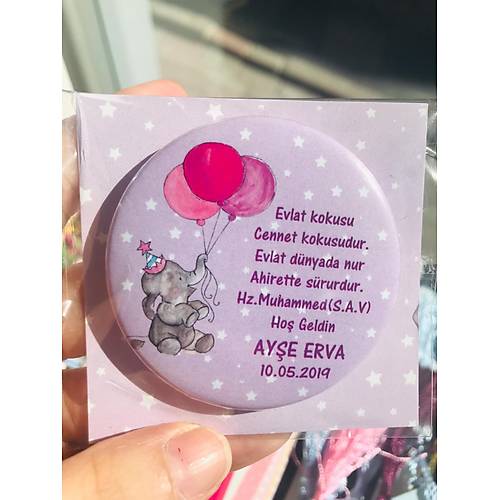 Evlat kokusu
Cennet kokusudur.
Evlat dünyada nur
Ahirette sürurdur.
Hz.Muhammed(S.A.V)
Hoş Geldin
AYŞE ERVA
10.05.2019